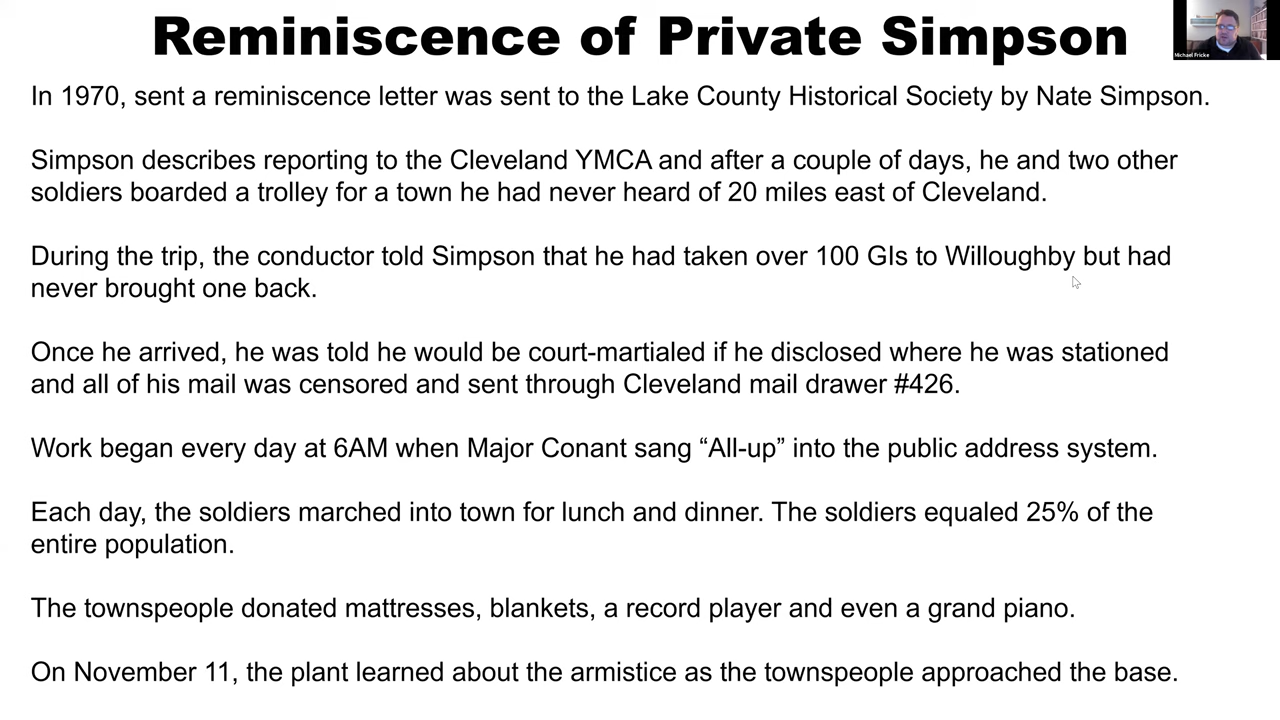 Reminiscence of Private Simpson
Michael Fricke
In 1970, sent a reminiscence letter was sent to the Lake County Historical Society by Nate Simpson.
Simpson describes reporting to the Cleveland YMCA and after a couple of days, he and two other
soldiers boarded a trolley for a town he had never heard of 20 miles east of Cleveland.
During the trip, the conductor told Simpson that he had taken over 100 GIs to Willoughby but had
never brought one back.
Once he arrived, he was told he would be court-martialed if he disclosed where he was stationed
and all of his mail was censored and sent through Cleveland mail drawer #426.
Work began every day at 6AM when Major Conant sang “All-up” into the public address system.
Each day, the soldiers marched into town for lunch and dinner. The soldiers equaled 25% of the
entire population.
The townspeople donated mattresses, blankets, a record player and even a grand piano.
On November 11, the plant learned about the armistice as the townspeople approached the base.